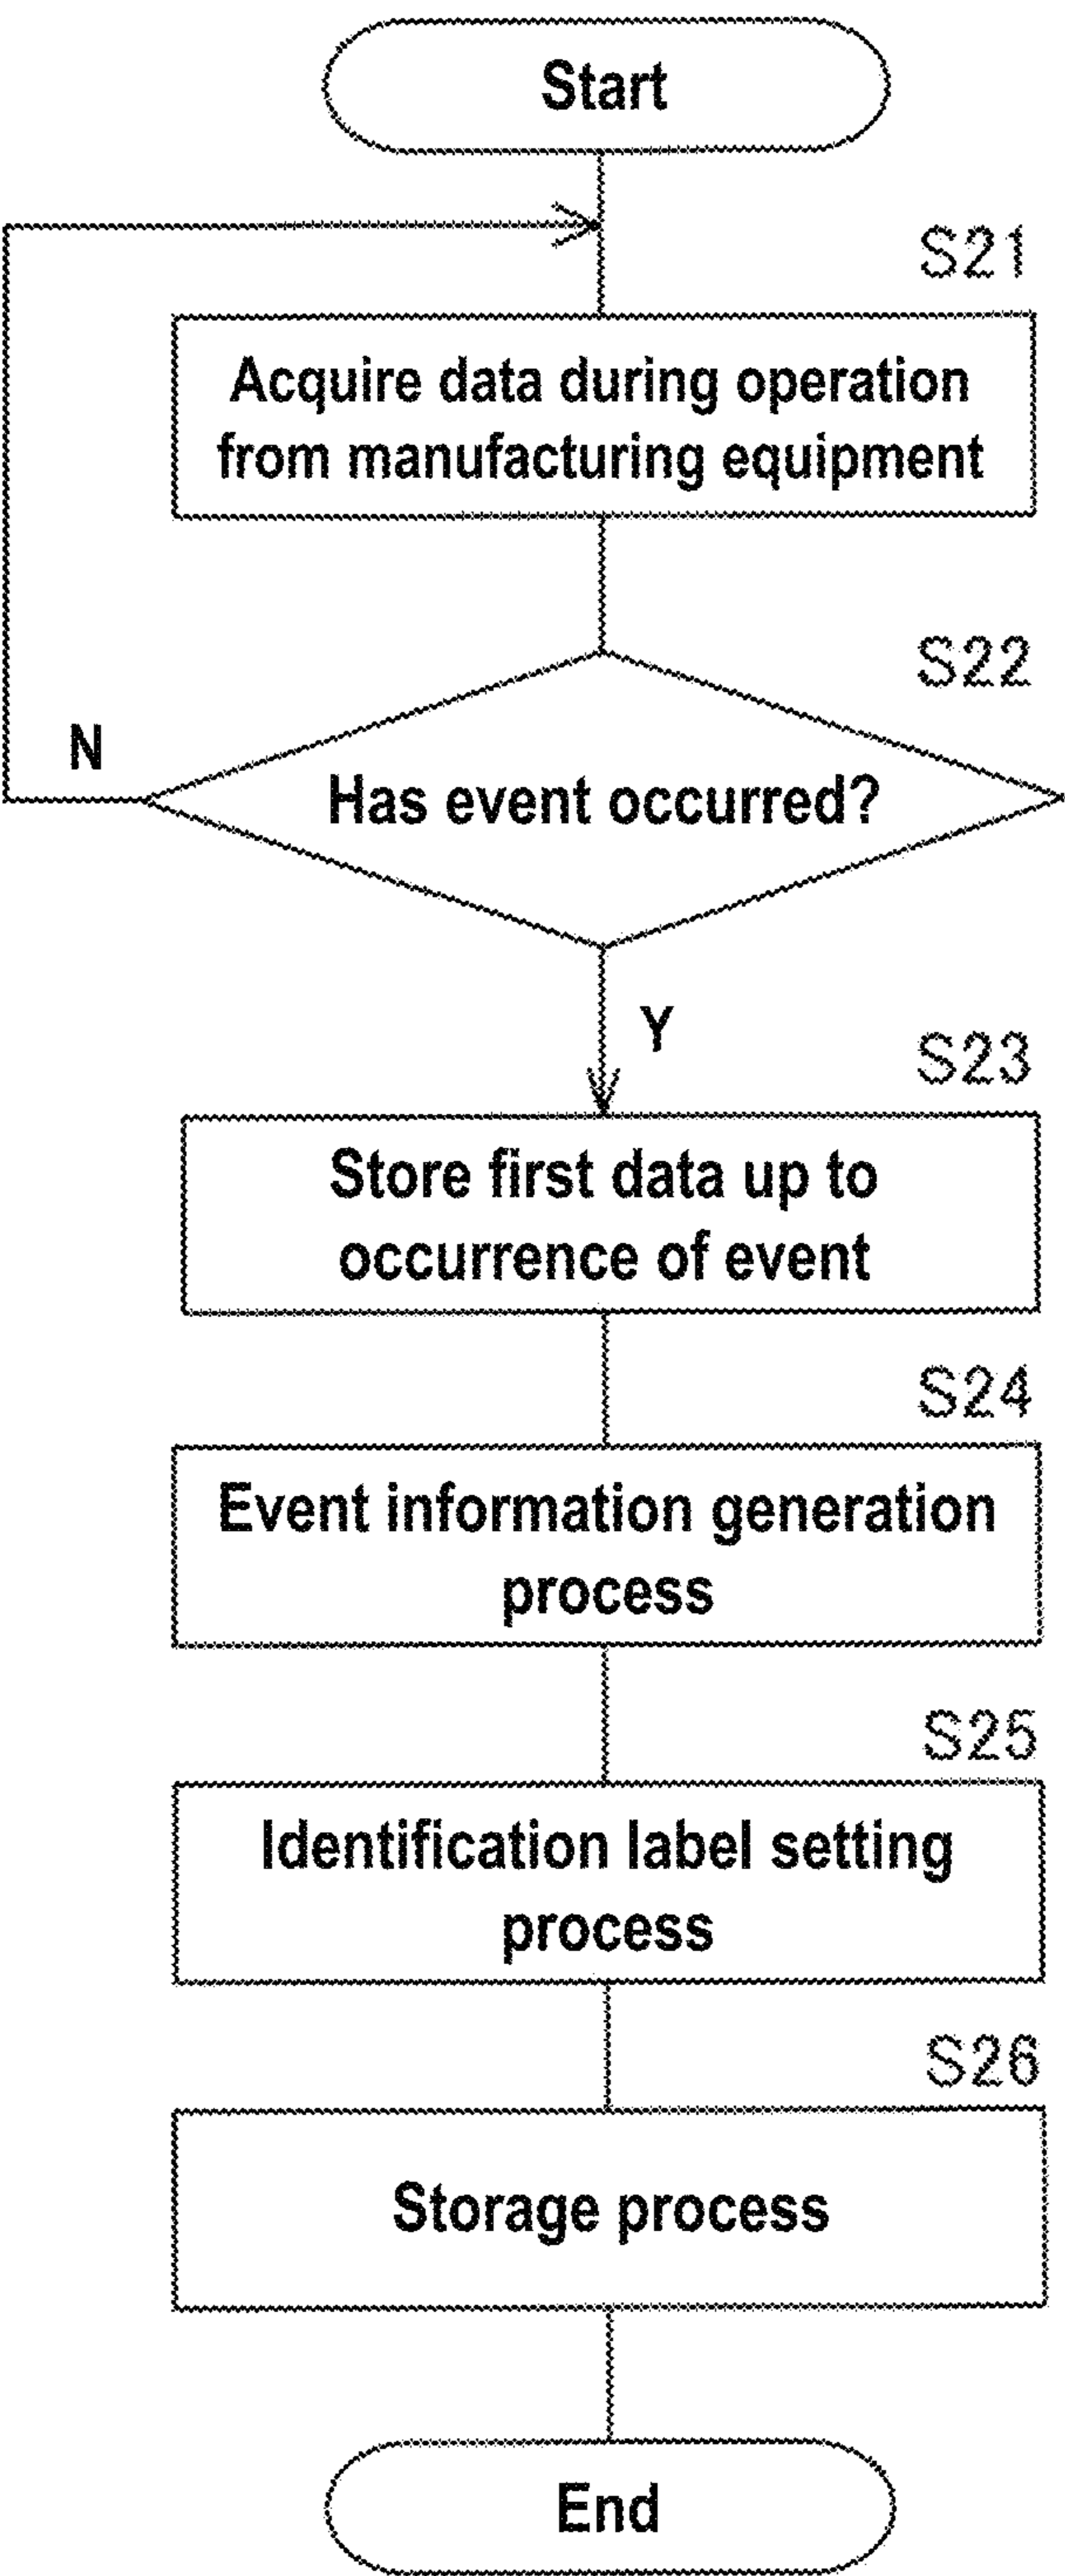 Start
S21
Acquire data during operation
from manufacturing equipment
S22
N
Has event occurred?
Y
S23
Store first data up to
occurrence of event
S24
Event information generation
process
S25
Identification label setting
process
S26
Storage process
End